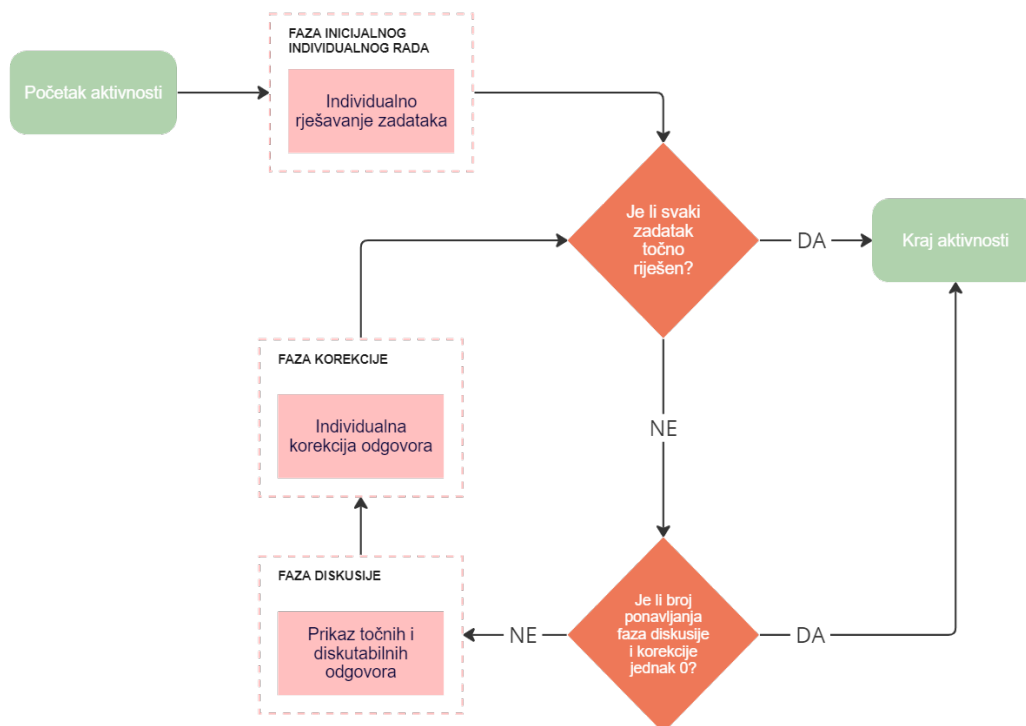 FAZA INICIJALNOG
INDIVIDUALNOG RADA
Početak aktivnosti
Individualno
rješavanje zadataka
Je li svaki
zadatak
točno
riješen?
DA
Kraj aktivnosti
FAZA KOREKCIJE
Individualna
korekcija odgovora
NE
FAZA DISKUSIJE
Prikaz točnih i
diskutabilnih
odgovora
NE
Je li broj
ponavljanja
faza diskusije
i korekcije
jednak 0?
DA